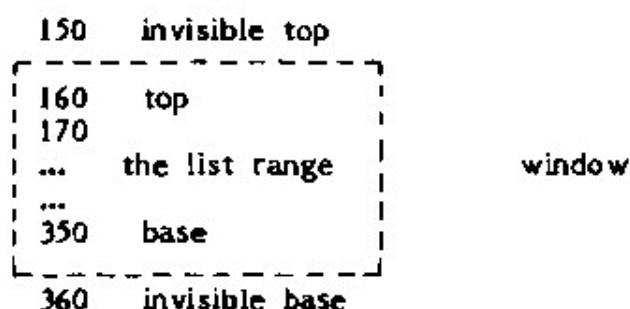 150 invisible top
160 top
170
... the list range window
...
350 base
360 invisible base